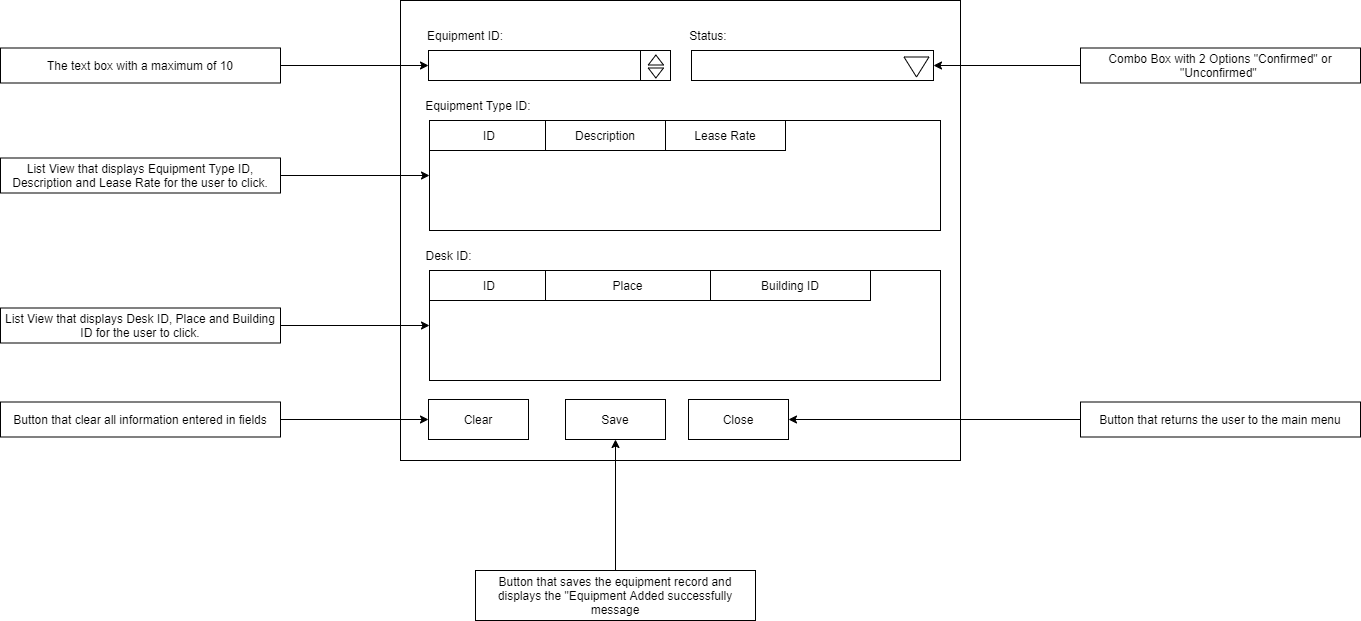 Equipment ID:
Status:
The text box with a maximum of 10
Combo Box with 2 Options "Confirmed" or
"Unconfirmed"
Equipment Type ID:
ID
Description
Lease Rate
List View that displays Equipment Type ID,
Description and Lease Rate for the user to click.
Desk ID:
ID
Place
Building ID
List View that displays Desk ID, Place and Building
ID for the user to click.
Button that clear all information entered in fields
Clear
Save
Close
Button that returns the user to the main menu
Button that saves the equipment record and
displays the "Equipment Added successfully
message